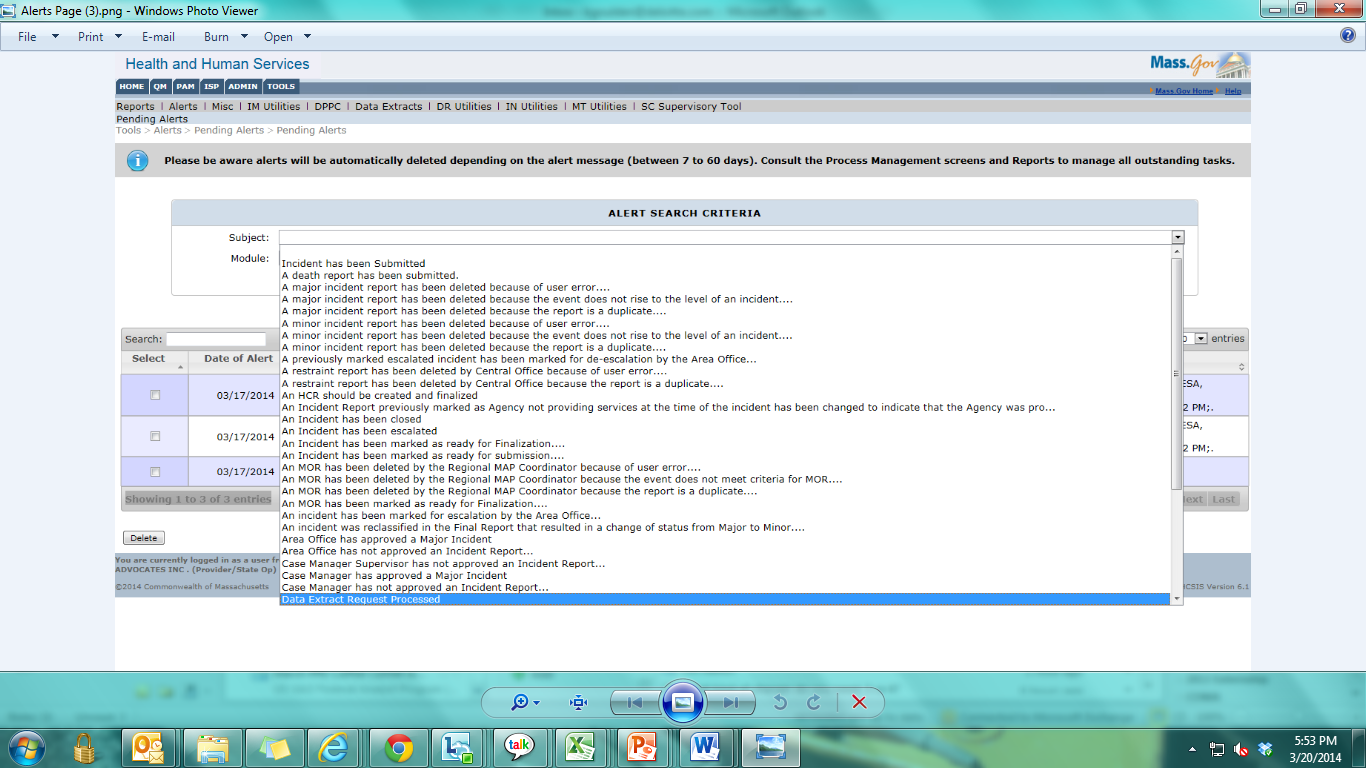 Alerts Page (3).png - Windows Photo Viewer
File Print E-mail Burn Open
Health and Human Services
Mass.Gov
HOME QM PAM ISP ADMIN TOOLS
Mass.Gov Home Help
Reports | Alerts | Misc | IM Utilities | DPPC | Data Extracts | DR Utilities | IN Utilities | MT Utilities | SC Supervisory Tool
Pending Alerts
Tools > Alerts > Pending Alerts > Pending Alerts
Please be aware alerts will be automatically deleted depending on the alert message (between 7 to 60 days). Consult the Process Management screens and Reports to manage all outstanding tasks.
ALERT SEARCH CRITERIA
Subject:
Module:
Incident has been Submitted
A death report has been submitted.
A major incident report has been deleted because of user error....
A major incident report has been deleted because the event does not rise to the level of an incident....
A major incident report has been deleted because the report is a duplicate....
A minor incident report has been deleted because of user error....
A minor incident report has been deleted because the event does not rise to the level of an incident....
A minor incident report has been deleted because the report is a duplicate....
A previously marked escalated incident has been marked for de-escalation by the Area Office...
A restraint report has been deleted by Central Office because of user error....
A restraint report has been deleted by Central Office because the report is a duplicate....
An HCR should be created and finalized
An Incident Report previously marked as Agency not providing services at the time of the incident has been changed to indicate that the Agency was pro...
An Incident has been closed
An Incident has been escalated
An Incident has been marked as ready for Finalization....
An Incident has been marked as ready for submission....
An MOR has been deleted by the Regional MAP Coordinator because of user error....
An MOR has been deleted by the Regional MAP Coordinator because the event does not meet criteria for MOR....
An MOR has been deleted by the Regional MAP Coordinator because the report is a duplicate....
An MOR has been marked as ready for Finalization....
An incident has been marked for escalation by the Area Office...
An incident was reclassified in the Final Report that resulted in a change of status from Major to Minor....
Area Office has approved a Major Incident
Area Office has not approved an Incident Report...
Case Manager Supervisor has not approved an Incident Report...
Case Manager has approved a Major Incident
Case Manager has not approved an Incident Report...
Data Extract Request Processed
Search:
entries
Select Date of Alert
03/17/2014
ESA,
2 PM;.
03/17/2014
ESA,
2 PM;.
03/17/2014
Showing 1 to 3 of 3 entries
Last
Delete
You are currently logged in as a user fr
ADVOCATES INC . (Provider/State Op)
©2014 Commonwealth of Massachusetts
HCSIS Version 6.1
talk
5:53 PM
3/20/2014